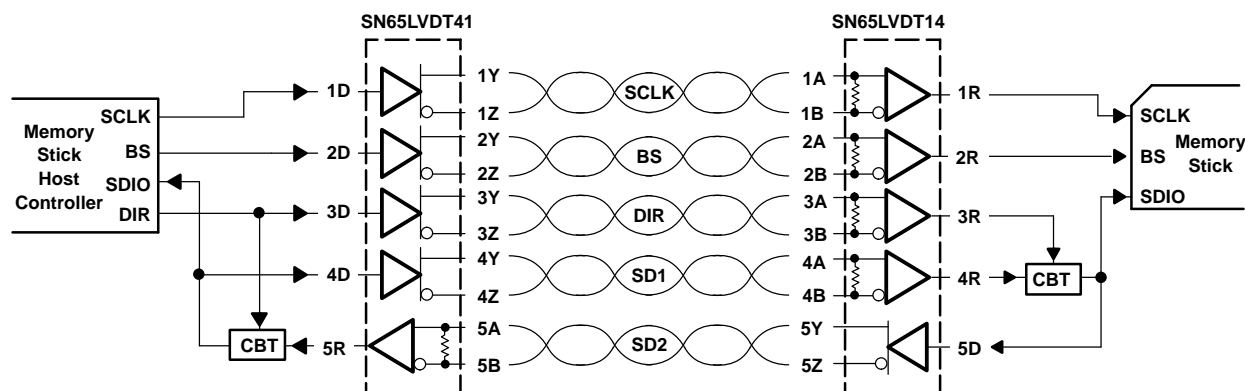 SN65LVDT41
SN65LVDT14
Memory
Stick
Host
Controller
SCLK
BS
SDIO
DIR
1D
1Y
1Z
SCLK
1A
1B
1R
2D
2Y
2Z
BS
2A
2B
2R
3D
3Y
3Z
DIR
3A
3B
3R
4D
4Y
4Z
SD1
4A
4B
4R
CBT
CBT
5R
5A
5B
SD2
5Y
5Z
5D
SCLK
BS
SDIO
Memory
Stick